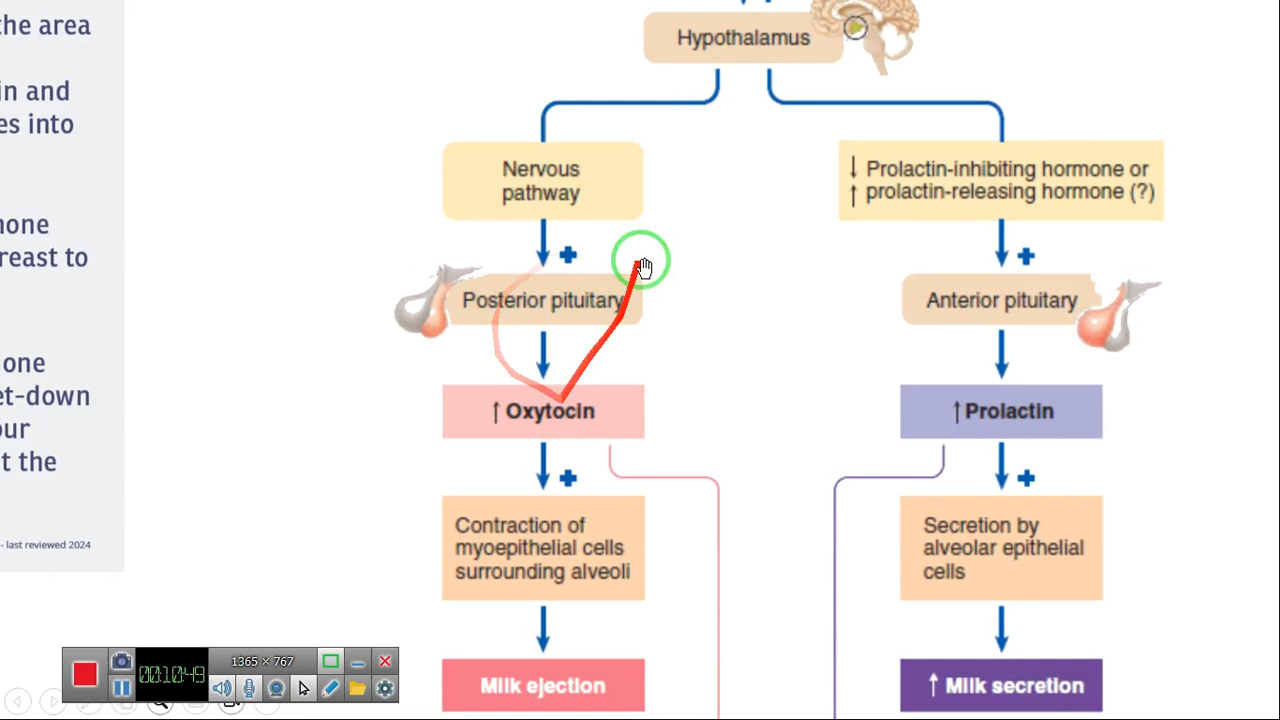 the area
in and
es into
none
reast to
one
et-down
our
t the
- last reviewed 2024
Hypothalamus
Nervous
pathway
↓ Prolactin-inhibiting hormone or
↑ prolactin-releasing hormone (?)
+
+
Posterior pituitary
Anterior pituitary
↑ Oxytocin
↑ Prolactin
+
+
Contraction of
myoepithelial cells
surrounding alveoli
Secretion by
alveolar epithelial
cells
Milk ejection
↑ Milk secretion
1365 × 767
00:10:49